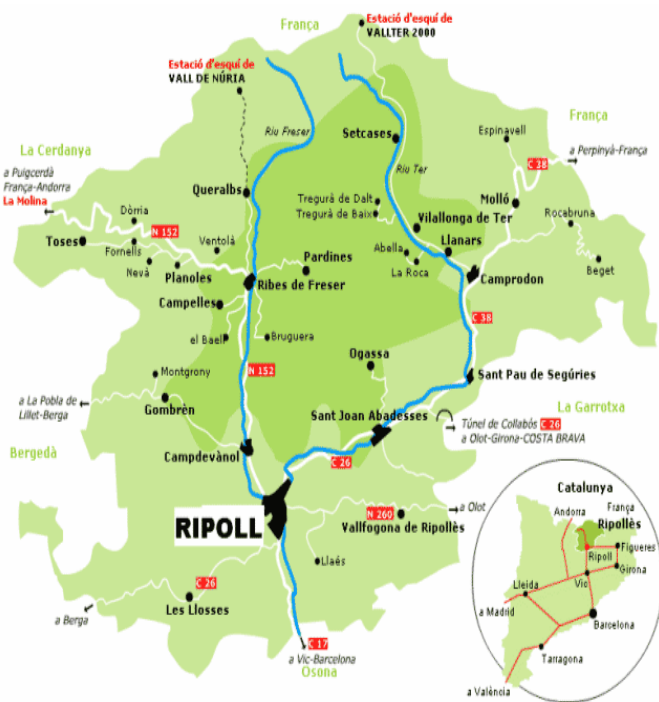 França
Estació d'esquí de
VALLTER 2000
Estació d'esquí de
VALL DE NÚRIA
Riu Freser
Setcases
Espinavell
França
a Perpinyà-França
La Cerdanya
a Puigcerdà
França-Andorra
La Molina
C 38
Riu Ter
Queralbs
Tregurà de Dalt
Tregurà de Baix
Molló
Vilallonga de Ter
Rocabruna
Dòrria
N 152
Toses
Fornells
Ventolà
Nevà
Planoles
Pardines
Abella
Llanars
La Roca
Beget
Ribes de Freser
Camprodon
Campelles
C 38
el Baell
Bruguera
Ogassa
N 152
Montgrony
Sant Pau de Segúries
a La Pobla de
Lillet-Berga
Gombrèn
Sant Joan Abadesses
La Garrotxa
Túnel de Collabós C 26
a Olot-Girona-COSTA BRAVA
Bergedà
Campdevànol
C 26
RIPOLL
N 260
a Olot
Vallfogona de Ripollès
Llaés
C 26
Les Llosses
a Berga
C 17
a Vic-Barcelona
Osona
Catalunya
França
Andorra
Ripollès
Figueres
Ripoll
Girona
Vic
Lleida
a Madrid
Barcelona
Tarragona
a València